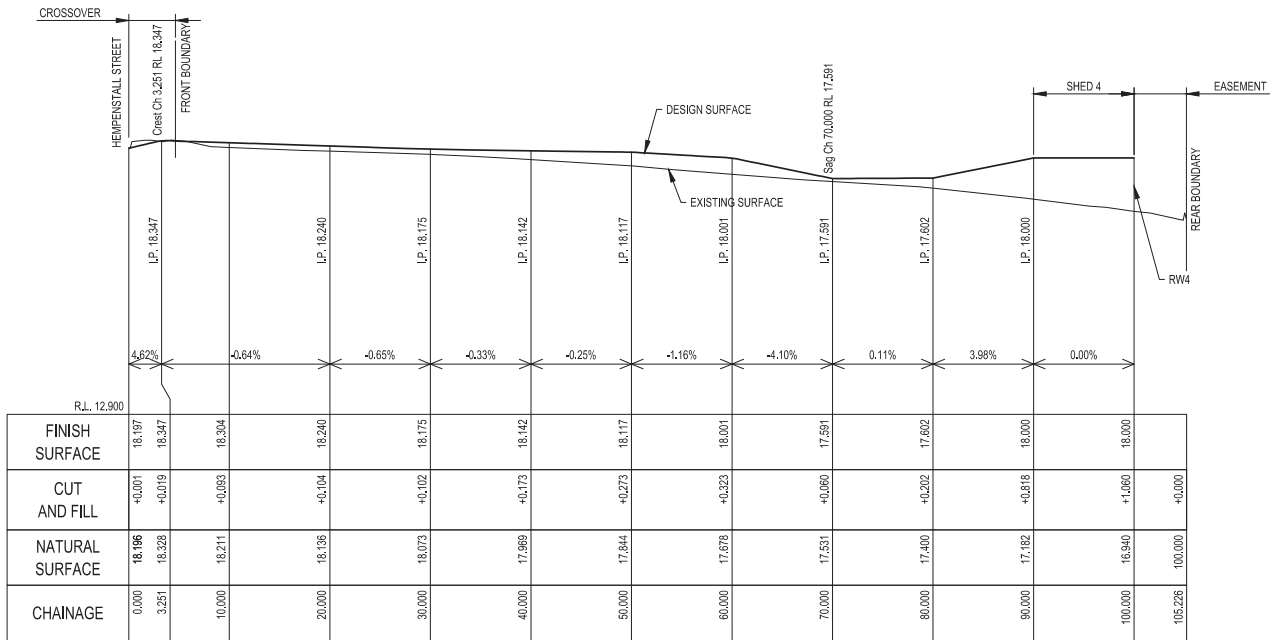 CROSSOVER
HEMPENSTALL STREET
Crest Ch 3.251 RL 18.347
FRONT BOUNDARY
DESIGN SURFACE
EXISTING SURFACE
Sag Ch 70.000 RL 17.591
SHED 4
EASEMENT
REAR BOUNDARY
RW4
I.P. 18.347
I.P. 18.240
I.P. 18.175
I.P. 18.142
I.P. 18.117
I.P. 18.001
I.P. 17.591
I.P. 17.602
I.P. 18.000
4.62% -0.64% -0.65% -0.33% -0.25% -1.16% -4.10% 0.11% 3.98% 0.00%
R.L. 12.900
FINISH
SURFACE
18.197 18.347 18.304 18.240 18.175 18.142 18.117 18.001 17.591 17.602 18.000 18.000
CUT
AND FILL
+0.001 +0.019 +0.093 +0.104 +0.102 +0.173 +0.273 +0.323 +0.060 +0.202 +0.818 +1.060 +0.000
NATURAL
SURFACE
18.196 18.328 18.211 18.136 18.073 17.969 17.844 17.678 17.531 17.400 17.182 16.940 100.000
CHAINAGE
0.000 3.251 10.000 20.000 30.000 40.000 50.000 60.000 70.000 80.000 90.000 100.000 105.226